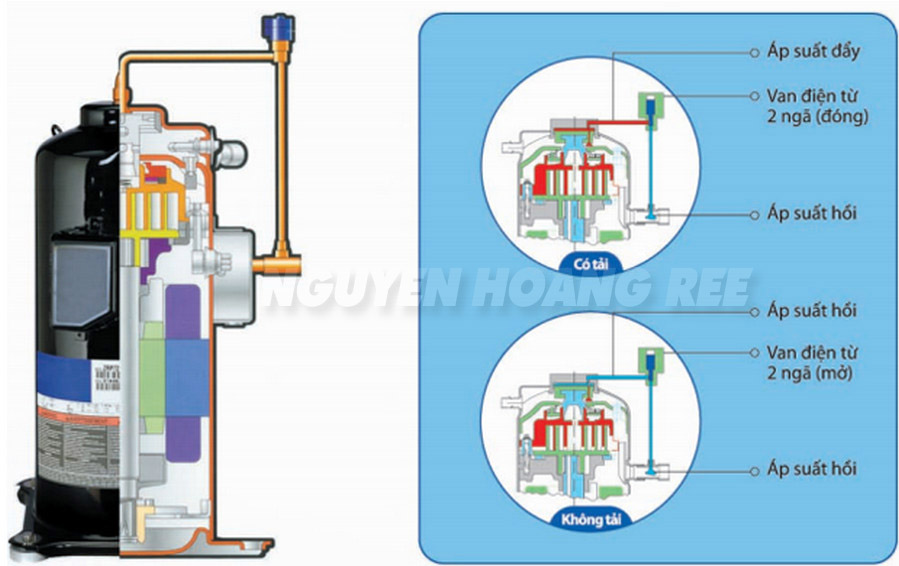 Áp suất đẩy
Van điện từ
2 ngã (đóng)
Áp suất hồi
Có tải
NGUYEN HOANG REE
Áp suất hồi
Van điện từ
2 ngã (mở)
Áp suất hồi
Không tải